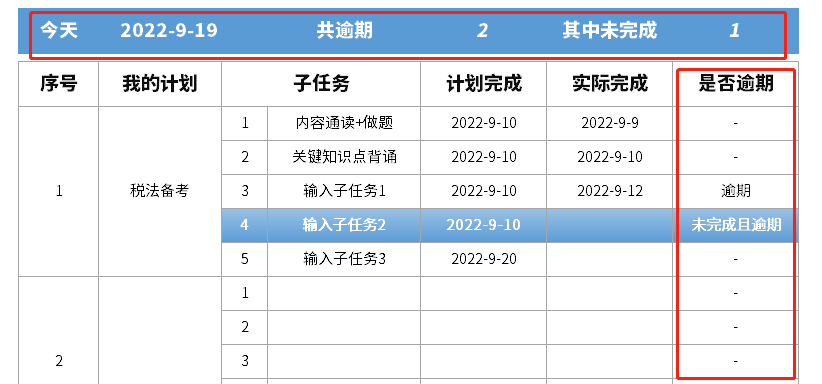 今天 2022-9-19 共逾期 2 其中未完成 1
序号 我的计划 子任务 计划完成 实际完成 是否逾期
1 内容通读+做题 2022-9-10 2022-9-9 -
2 关键知识点背诵 2022-9-10 2022-9-10 -
1 税法备考 3 输入子任务1 2022-9-10 2022-9-12 逾期
4 输入子任务2 2022-9-10 未完成且逾期
5 输入子任务3 2022-9-20 -
1 -
2 -
2 3 -